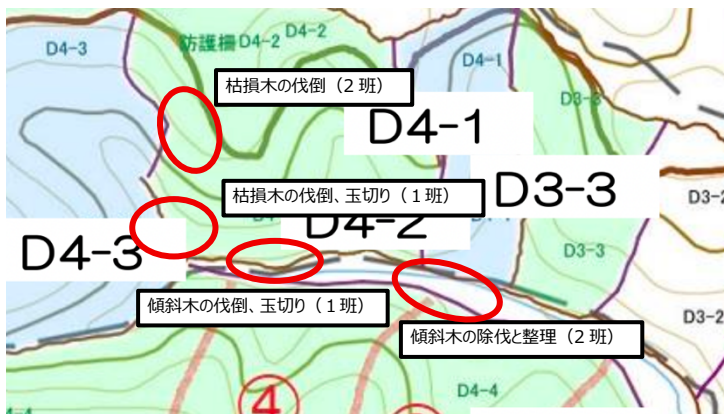 D4-3
防護柵D4-2
D4-2
D4-1
D3-3
枯損木の伐倒（2 班）
D4-1
枯損木の伐倒、玉切り（１班）
D3-3
D3-2
D4-2
D4-3
D3-3
傾斜木の伐倒、玉切り（１班）
傾斜木の除伐と整理（2 班）
D3-2
④
D4-4